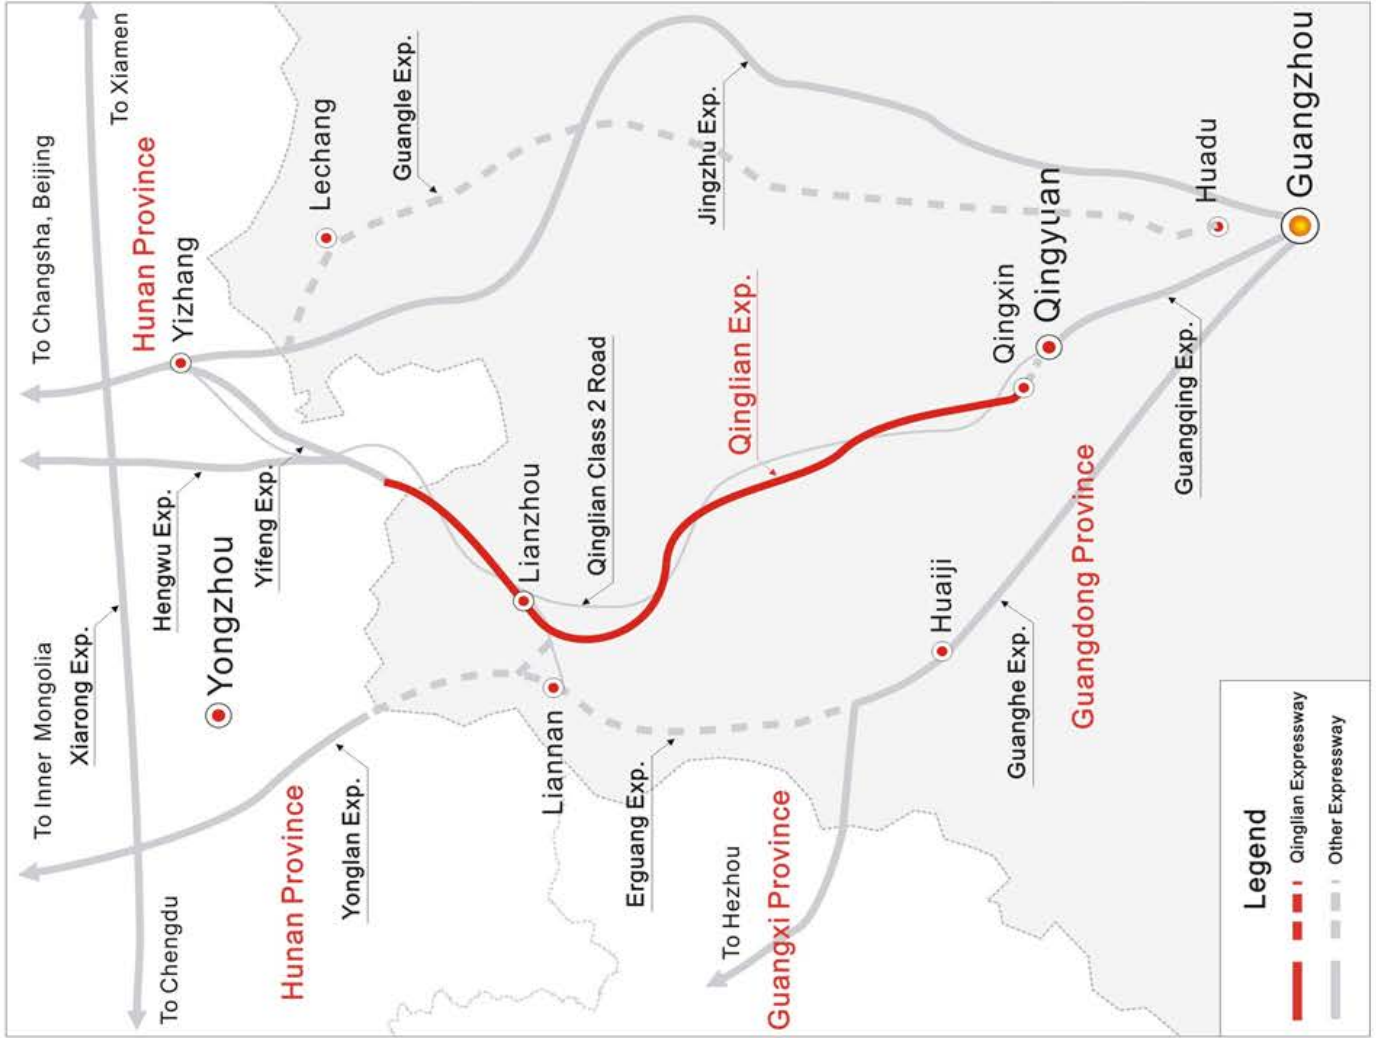 To Changsha, Beijing
To Xiamen
Hunan Province
Yizhang
Lechang
Guangle Exp.
Jingzhu Exp.
Huadu
Guangzhou
Qingyuan
Qingxin
Qinglian Exp.
Qinglian Class 2 Road
Guangqing Exp.
Hengwu Exp.
Yifeng Exp.
Yongzhou
Lianzhou
Huaiji
Guanghe Exp.
Guangdong Province
To Inner Mongolia
Xiarong Exp.
Yonglan Exp.
Hunan Province
Liannan
Erguang Exp.
To Chengdu
To Hezhou
Guangxi Province
Legend
Qinglian Expressway
Other Expressway